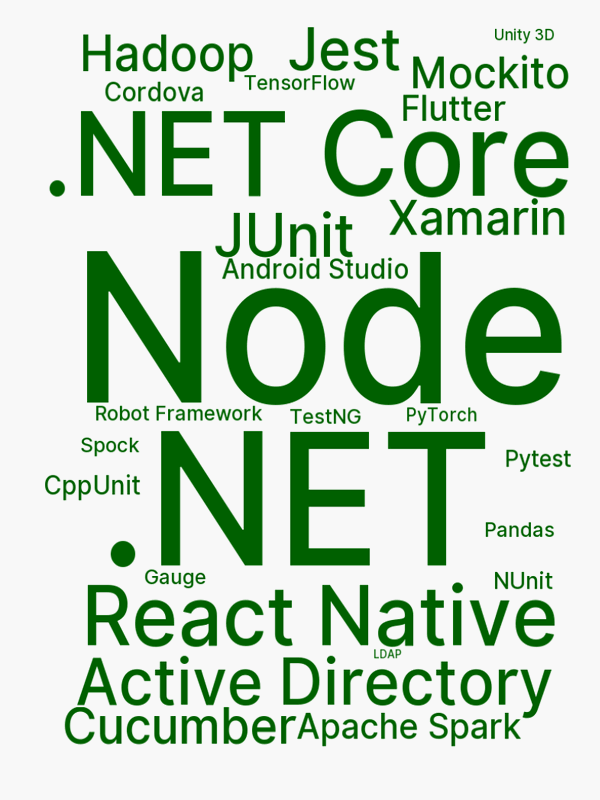 Unity 3D
Hadoop
Jest
Mockito
TensorFlow
Cordova
Flutter
.NET Core
Xamarin
JUnit
Android Studio
Node
Robot Framework
TestNG
PyTorch
Spock
.NET
Pytest
CppUnit
Pandas
Gauge
NUnit
React Native
LDAP
Active Directory
Cucumber
Apache Spark